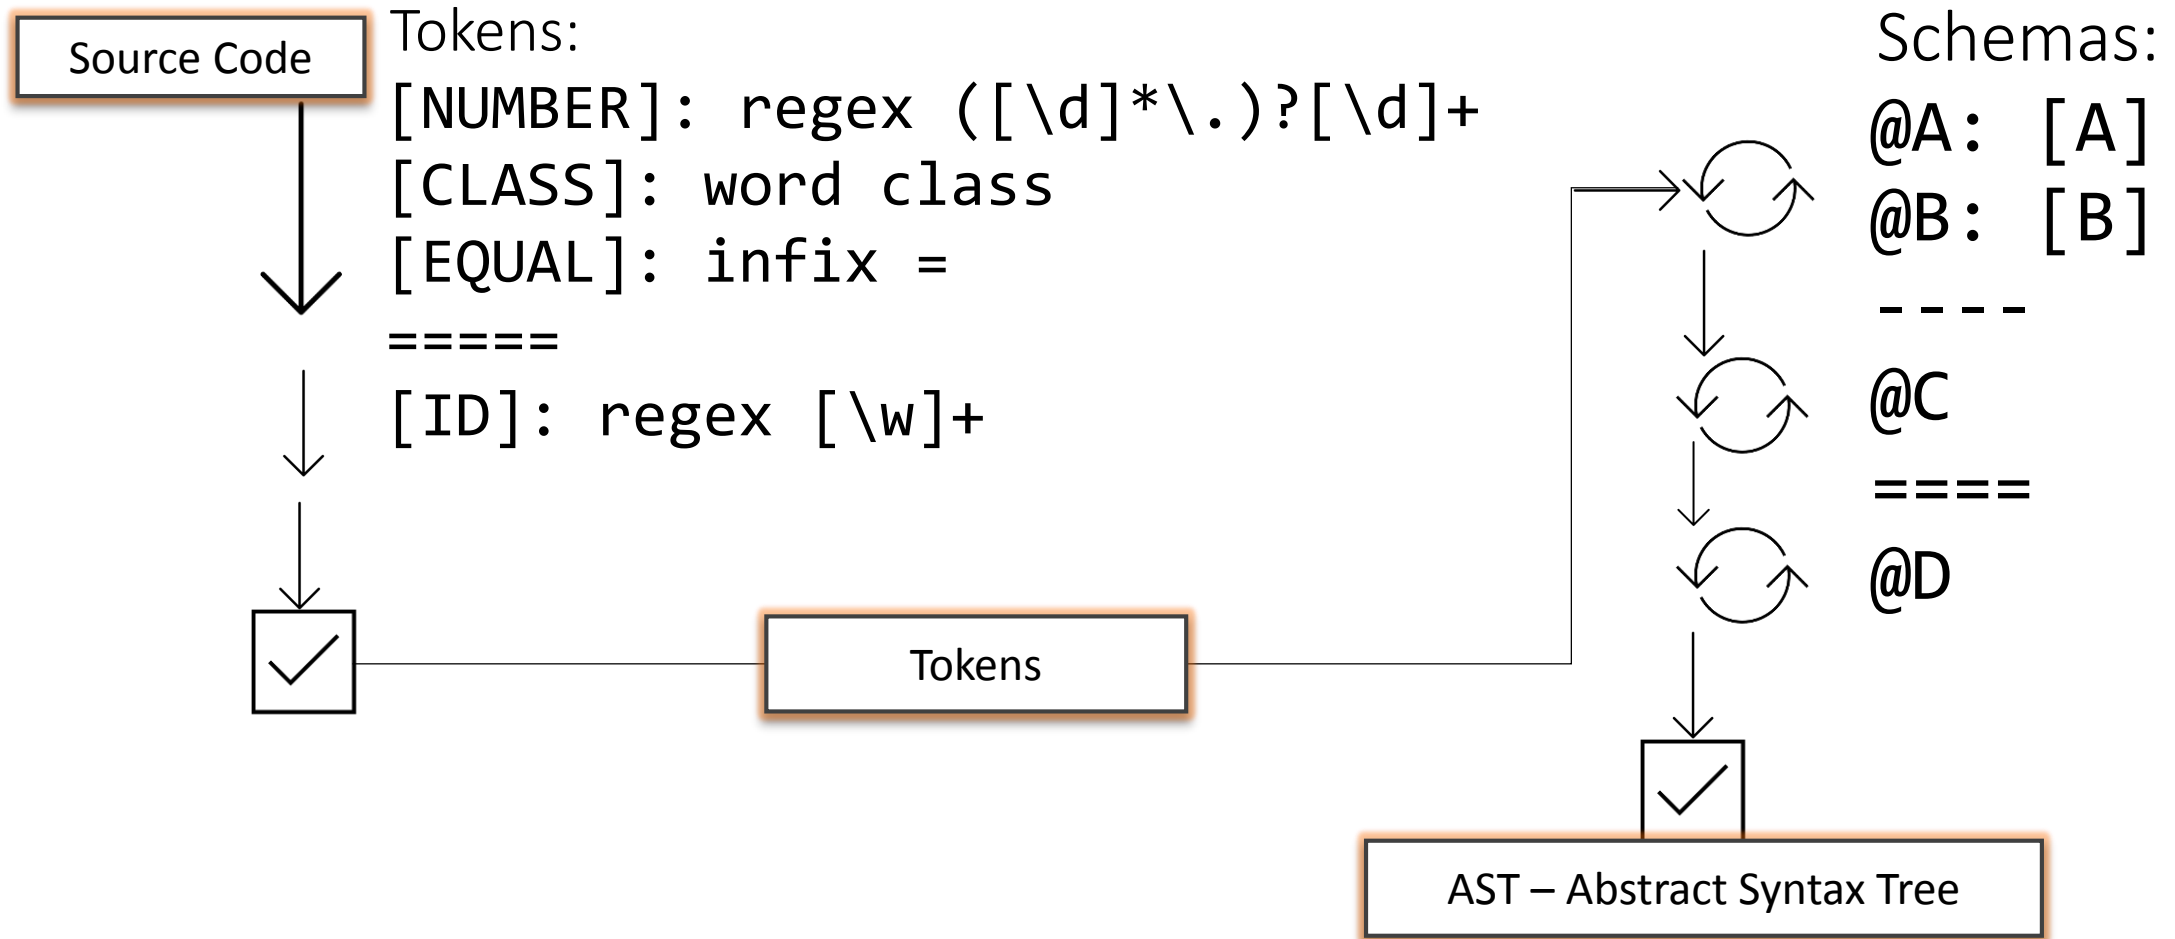 Source Code
Tokens:
[NUMBER]: regex ([\d]*\.)?[\d]+
[CLASS]: word class
[EQUAL]: infix =
=====
[ID]: regex [\w]+
Tokens
Schemas:
@A: [A]
@B: [B]
----
@C
====
@D
AST – Abstract Syntax Tree